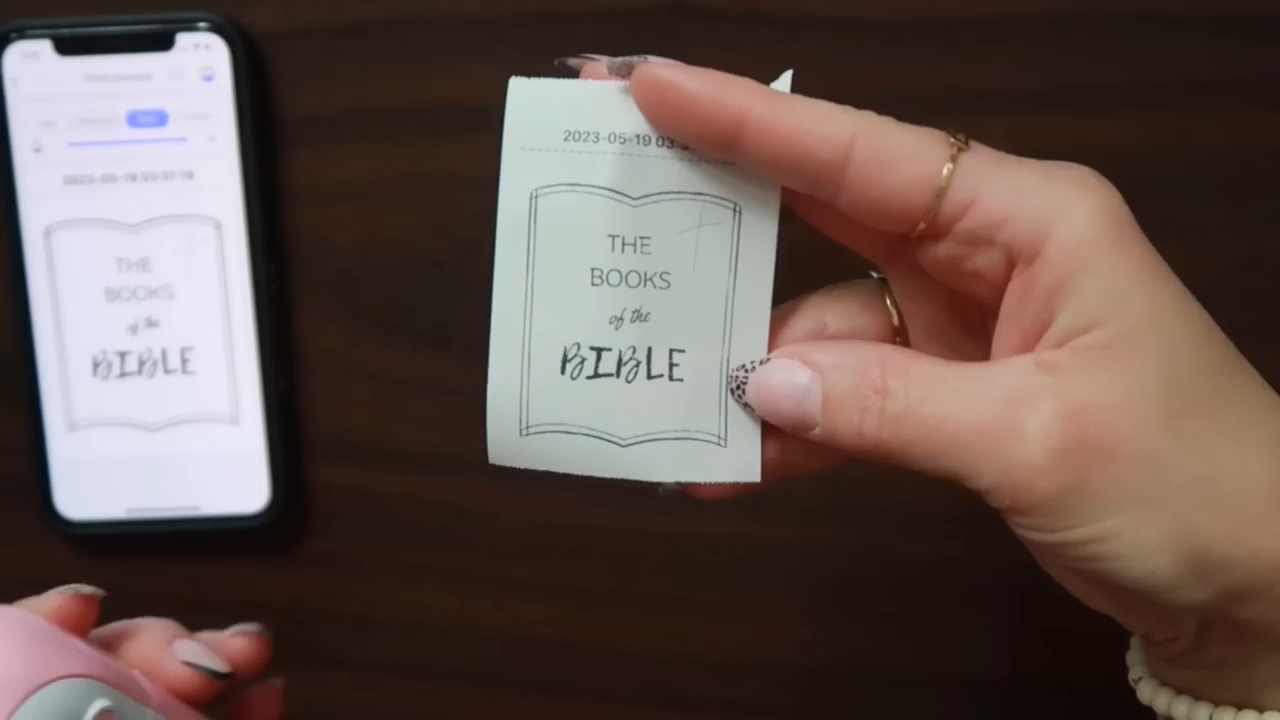 2023-05-19 03:31:19
THE
BOOKS
of the
BIBLE
2023-05-19 03:
THE
BOOKS
of the
BIBLE